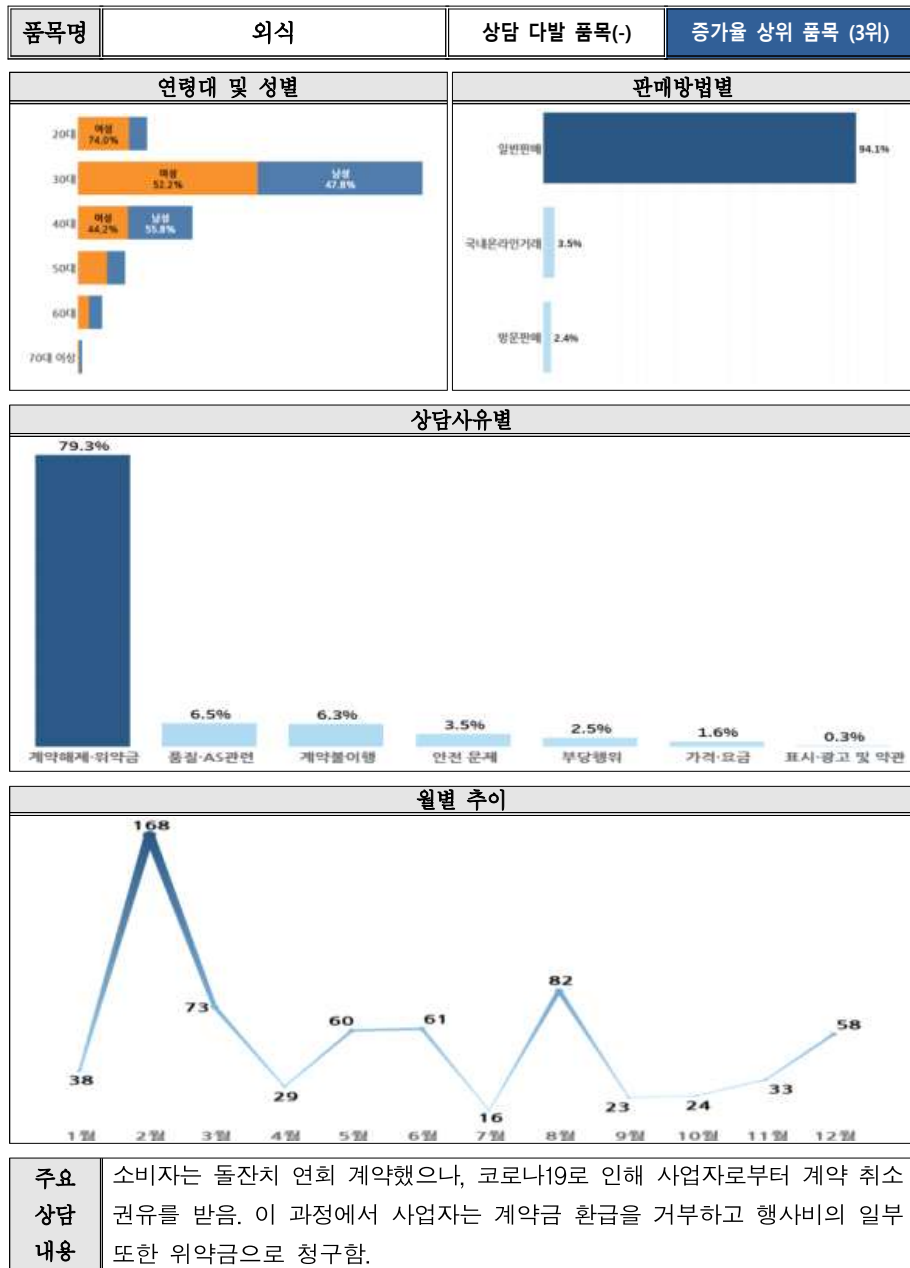 품목명 외식 상담 다발 품목(-) 증가율 상위 품목 (3위)
연령대 및 성별 판매방법별
20대 여성 74.0%
30대 여성 52.2% 남성 47.8%
40대 여성 44.2% 남성 55.8%
50대
60대
70대 이상
일반판매 94.1%
국내온라인거래 3.5%
방문판매 2.4%
상담사유별
79.3% 6.5% 6.3% 3.5% 2.5% 1.6% 0.3%
계약해제·위약금 품질·AS관련 계약불이행 안전 문제 부당행위 가격·요금 표시·광고 및 약관
월별 추이
38 168 73 29 60 61 16 82 23 24 33 58
1월 2월 3월 4월 5월 6월 7월 8월 9월 10월 11월 12월
주요 상담 내용
소비자는 돌잔치 연회 계약했으나, 코로나19로 인해 사업자로부터 계약 취소
권유를 받음. 이 과정에서 사업자는 계약금 환급을 거부하고 행사비의 일부
또한 위약금으로 청구함.